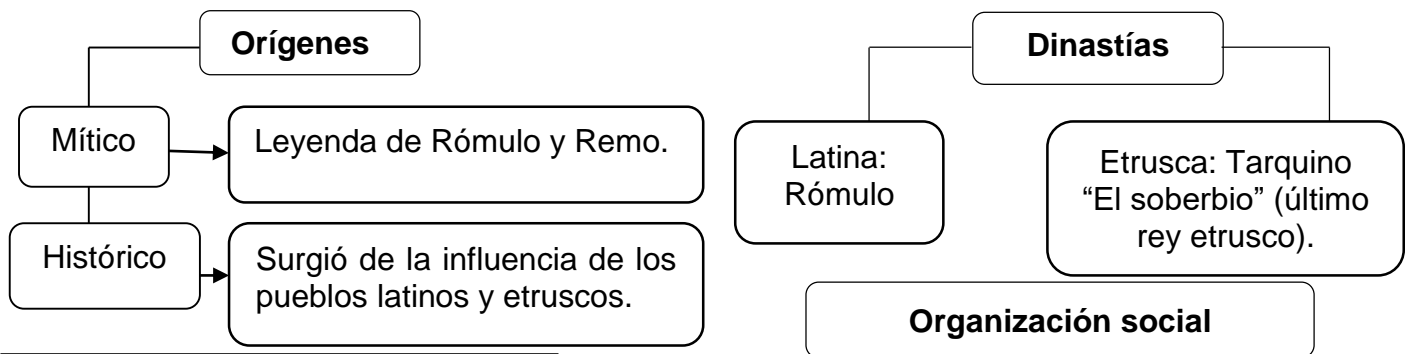 Orígenes
Mítico
Leyenda de Rómulo y Remo.
Histórico
Surgió de la influencia de los
pueblos latinos y etruscos.
Dinastías
Latina:
Rómulo
Etrusca: Tarquino
“El soberbio” (último
rey etrusco).
Organización social